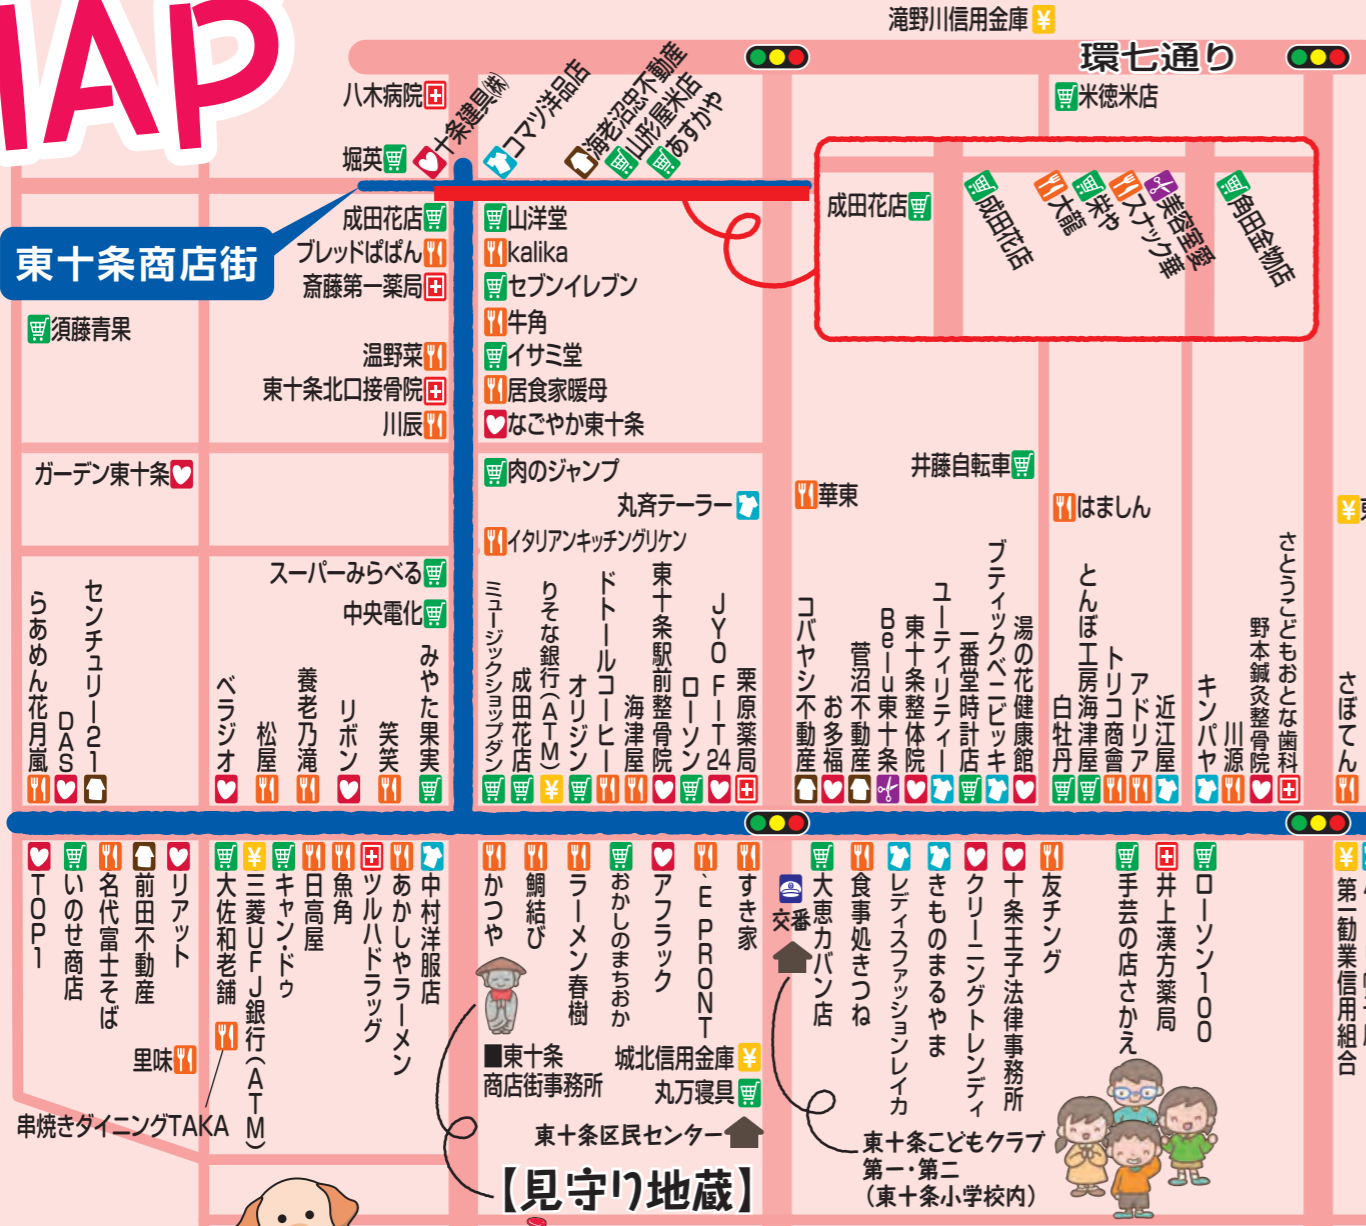 MAP
滝野川信用金庫
環七通り
八木病院
十条建具㈱
コマツ洋品店
海老沼忠不動産
山形屋米店
あすかや
米徳米店
堀英
成田花店
成田花店
大龍
栄や
スナック華
美容室愛
角田金物店
東十条商店街
成田花店
ブレッドぱぱん
斎藤第一薬局
須藤青果
温野菜
東十条北口接骨院
川辰
山洋堂
kalika
セブンイレブン
牛角
イサミ堂
居食家暖母
なごやか東十条
ガーデン東十条
肉のジャンプ
丸斉テーラー
イタリアンキッチングリケン
華東
井藤自転車
はましん
スーパーみらべる
中央電化
らあめん花月嵐
DAS
センチュリー21
ベラジオ
松屋
養老乃滝
リボン
笑笑
みやた果実
ミュージックショップダン
成田花店
りそな銀行(ATM)
オリジン
ドトールコーヒー
海津屋
東十条駅前整骨院
ローソン
JYO FIT24
栗原薬局
コバヤシ不動産
お多福
菅沼不動産
Be-u東十条
東十条整体院
ユーティリティー
一番堂時計店
ブティックベニビッキ
湯の花健康館
白牡丹
とんぼ工房海津屋
トリコ商會
アドリア
近江屋
キンパヤ
川源
野本鍼灸整骨院
さとうこどもおとな歯科
さぼてん
TOP1
いのせ商店
名代富士そば
前田不動産
リアット
里味
大佐和老舗
三菱UFJ銀行(ATM)
キャン・ドゥ
日高屋
魚角
ツルハドラッグ
あかしやラーメン
中村洋服店
串焼きダイニングTAKA
かつや
鯛結び
ラーメン春樹
おかしのまちおか
アフラック
E PRONT
すき家
■東十条
商店街事務所
城北信用金庫
丸万寝具
東十条区民センター
【見守り地蔵】
交番
大恵カバン店
食事処きつね
レディスファッションレイカ
きものまるやま
クリーニングトレンディ
十条王子法律事務所
友チング
手芸の店さかえ
井上漢方薬局
ローソン100
第一勧業信用組合
東十条こどもクラブ
第一・第二
(東十条小学校内)